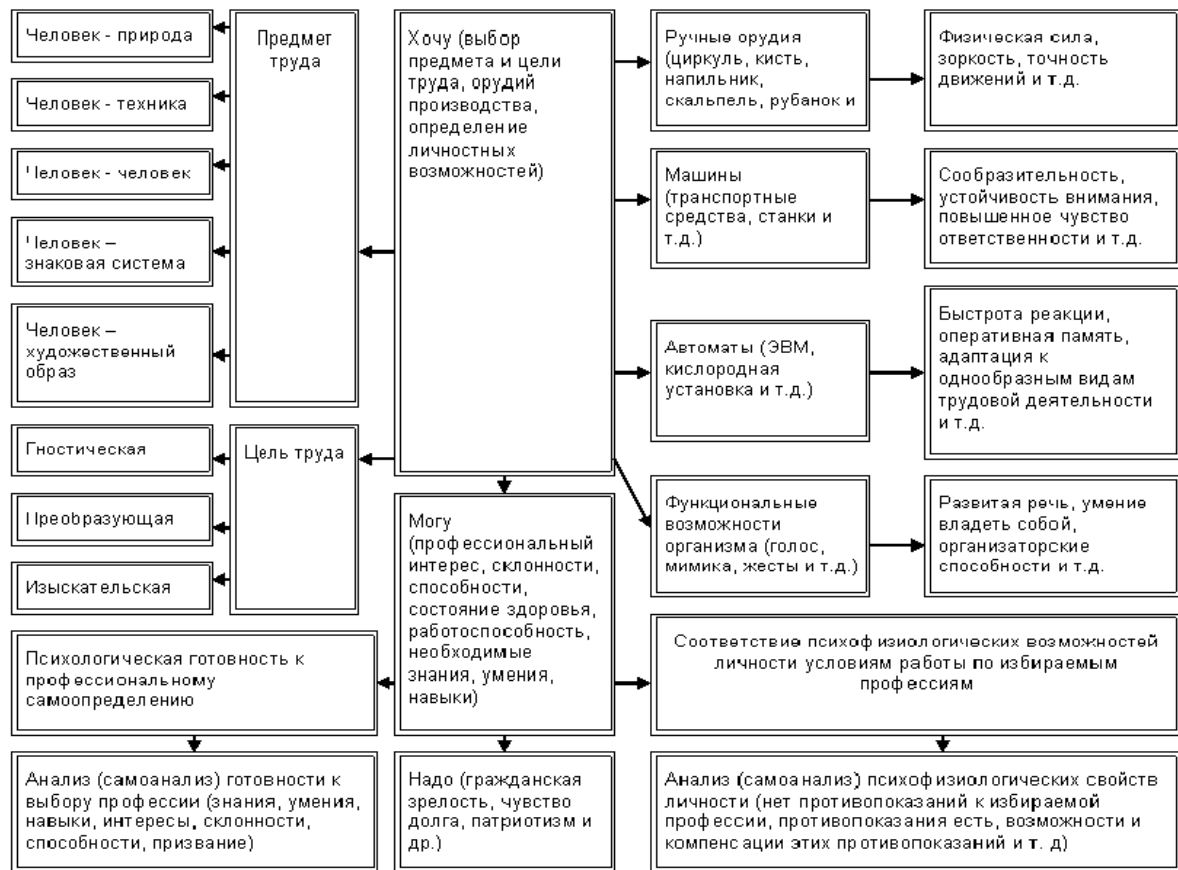 Человек - природа
Человек - техника
Человек - человек
Человек –
знаковая система
Человек –
художественный
образ
Предмет
труда
Гностическая
Преобразующая
Изыскательская
Цель труда
Хочу (выбор
предмета и цели
труда, орудий
производства,
определение
личностных
возможностей)
Ручные орудия
(циркуль, кисть,
напильник,
скальпель, рубанок и
Физическая сила,
зоркость, точность
движений и т.д.
Машины
(транспортные
средства, станки и
т.д.)
Сообразительность,
устойчивость внимания,
повышенное чувство
ответственности и т.д.
Автоматы (ЭВМ,
кислородная
установка и т.д.)
Быстрота реакции,
оперативная память,
адаптация к
однообразным видам
трудовой деятельности
и т.д.
Функциональные
возможности
организма (голос,
мимика, жесты и т.д.)
Развитая речь, умение
владеть собой,
организаторские
способности и т.д.
Могу
(профессиональный
интерес, склонности,
способности,
состояние здоровья,
работоспособность,
необходимые
знания, умения,
навыки)
Психологическая готовность к
профессиональному
самоопределению
Соответствие психофизиологических возможностей
личности условиям работы по избираемым
профессиям
Анализ (самоанализ) готовности к
выбору профессии (знания, умения,
навыки, интересы, склонности,
способности, призвание)
Надо (гражданская
зрелость, чувство
долга, патриотизм и
др.)
Анализ (самоанализ) психофизиологических свойств
личности (нет противопоказаний к избираемой
профессии, противопоказания есть, возможности и
компенсации этих противопоказаний и т. д)